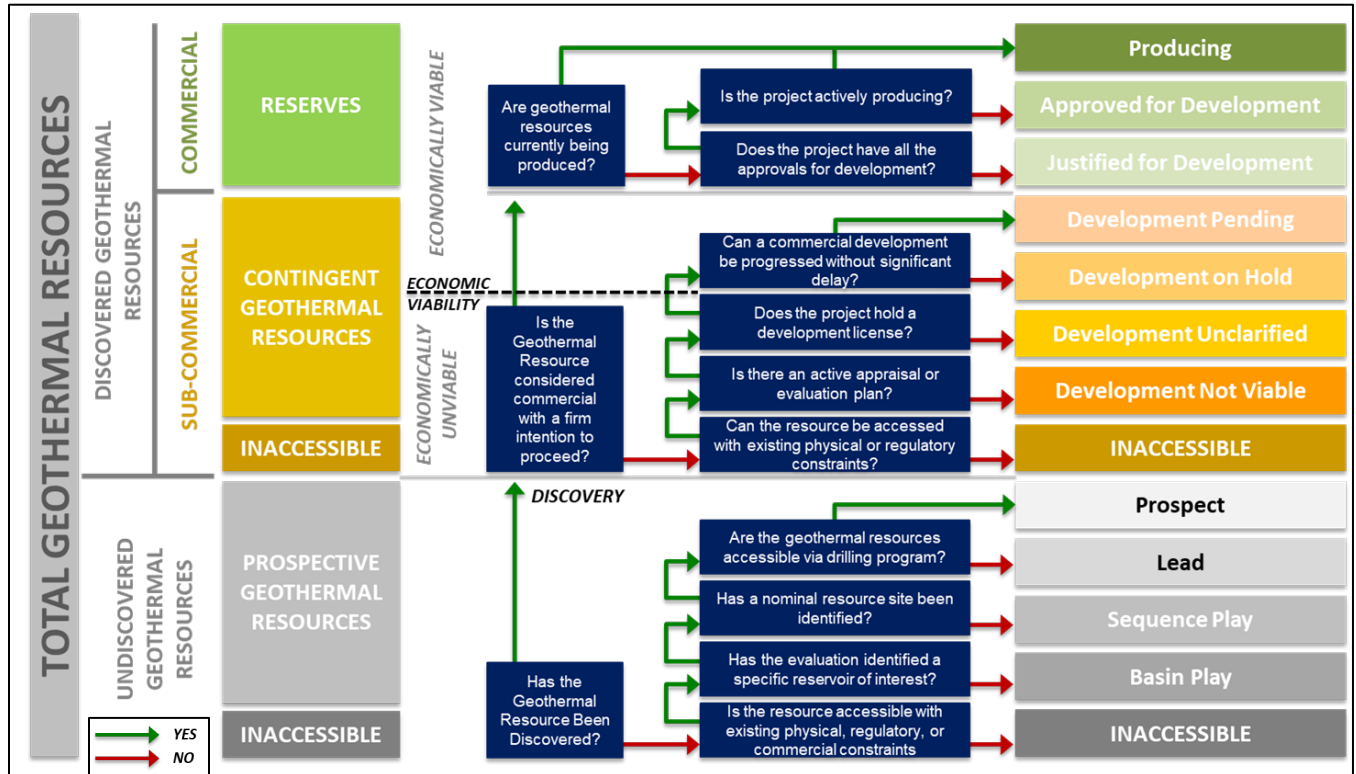 TOTAL GEOTHERMAL RESOURCES
DISCOVERED GEOTHERMAL
RESOURCES
UNDISCOVERED
GEOTHERMAL
RESOURCES
COMMERCIAL
SUB-COMMERCIAL
RESERVES
CONTINGENT
GEOTHERMAL
RESOURCES
INACCESSIBLE
PROSPECTIVE
GEOTHERMAL
RESOURCES
INACCESSIBLE
YES
NO
ECONOMICALLY VIABLE
ECONOMIC
VIABILITY
ECONOMICALLY
UNVIABLE
Are geothermal
resources
currently being
produced?
Is the project actively producing?
Does the project have all the
approvals for development?
Producing
Approved for Development
Justified for Development
Is the
Geothermal
Resource
considered
commercial
with a firm
intention to
proceed?
Can a commercial development
be progressed without significant
delay?
Does the project hold a
development license?
Is there an active appraisal or
evaluation plan?
Can the resource be accessed
with existing physical or regulatory
constraints?
Development Pending
Development on Hold
Development Unclarified
Development Not Viable
INACCESSIBLE
DISCOVERY
Has the
Geothermal
Resource Been
Discovered?
Are the geothermal resources
accessible via drilling program?
Has a nominal resource site been
identified?
Has the evaluation identified a
specific reservoir of interest?
Is the resource accessible with
existing physical, regulatory, or
commercial constraints
Prospect
Lead
Sequence Play
Basin Play
INACCESSIBLE